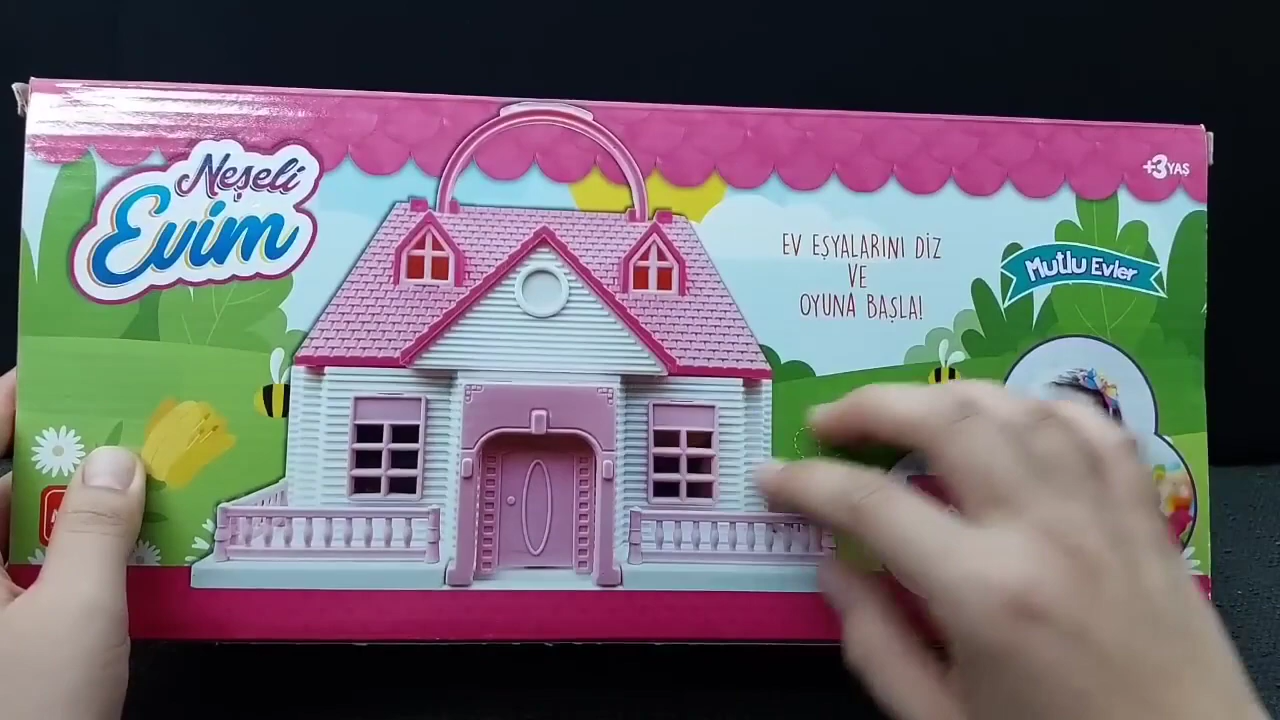 Neşeli
Evim
+3 YAŞ
EV EŞYALARINI DİZ
VE
OYUNA BAŞLA!
Mutlu Evler